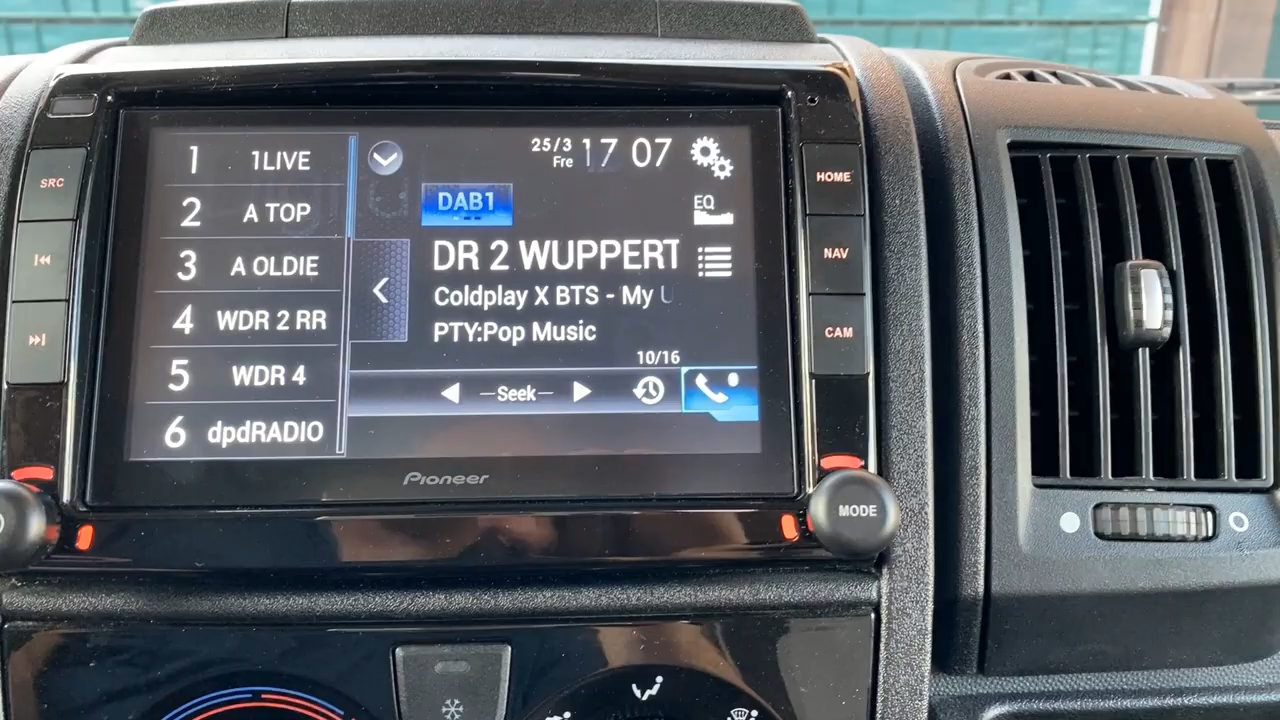 SRC
1 1LIVE
2 A TOP
3 A OLDIE
4 WDR 2 RR
5 WDR 4
6 dpdRADIO
25/3
Fre
17 07
DAB1
EQ
DR 2 WUPPERT
Coldplay X BTS - My U
PTY:Pop Music
10/16
Seek
HOME
NAV
CAM
Pioneer
MODE